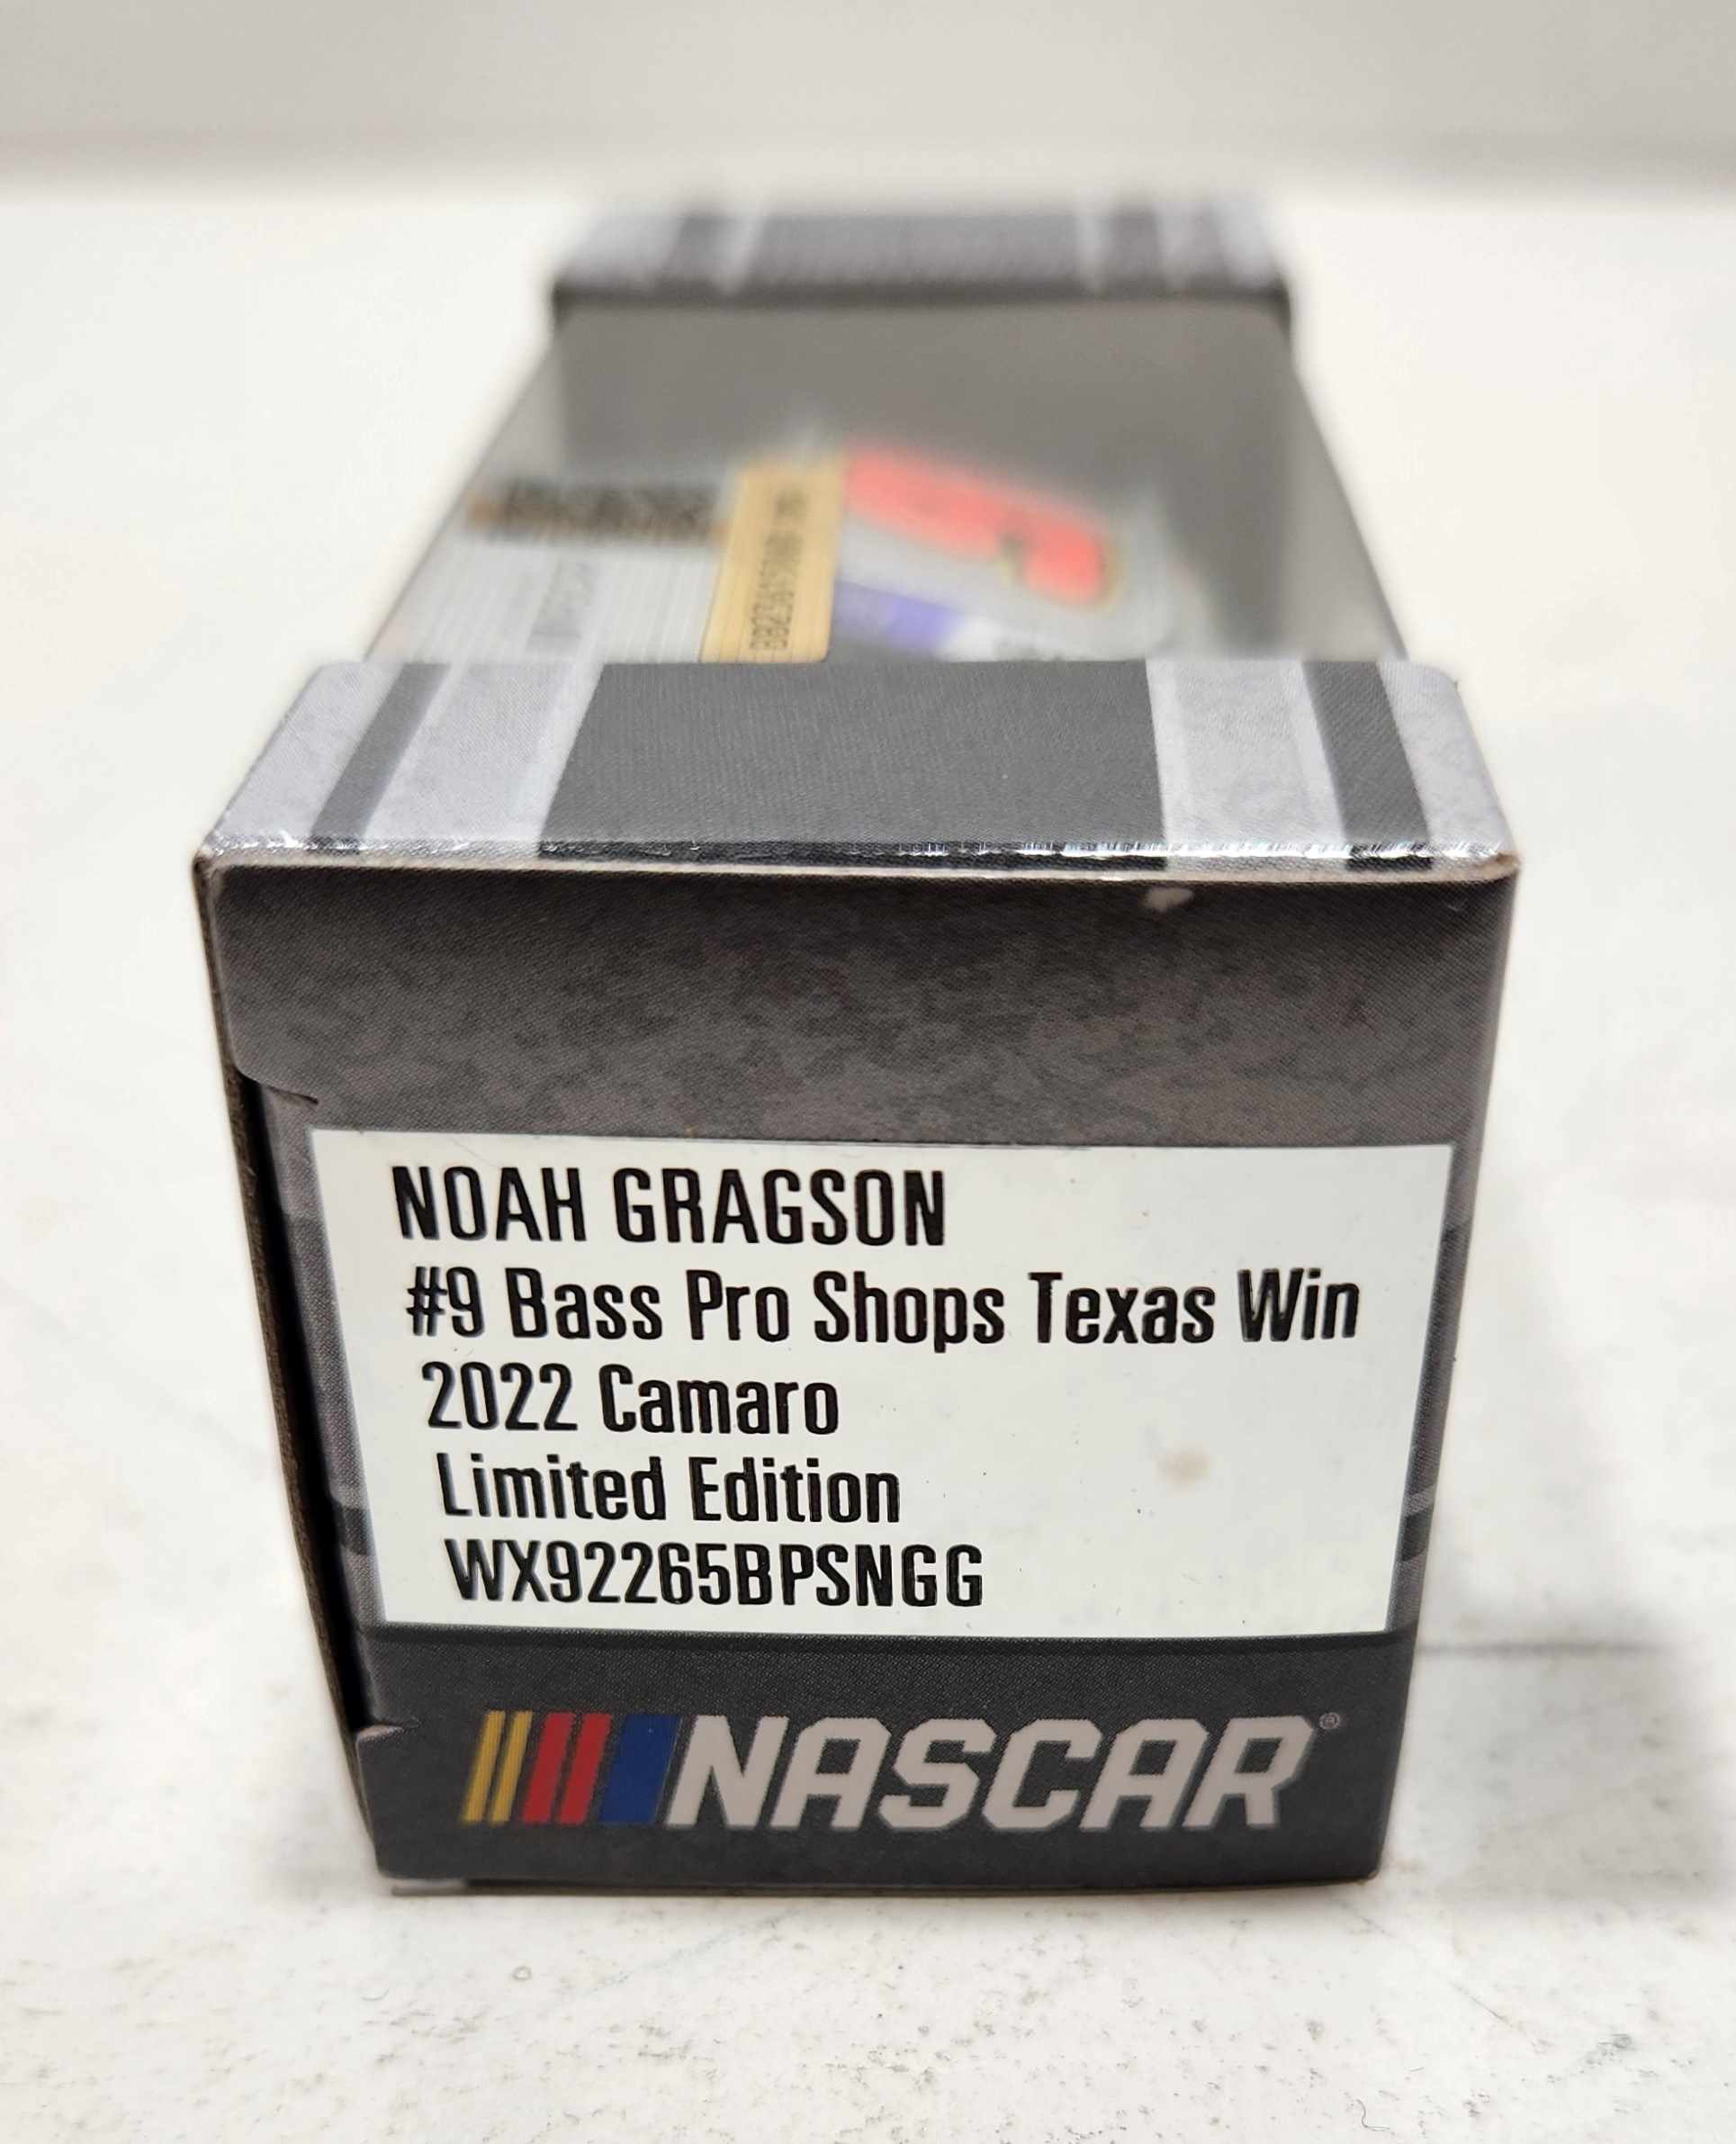 NOAH GRAGSON
#9 Bass Pro Shops Texas Win
2022 Camaro
Limited Edition
WX92265BPSNGG
NASCAR®